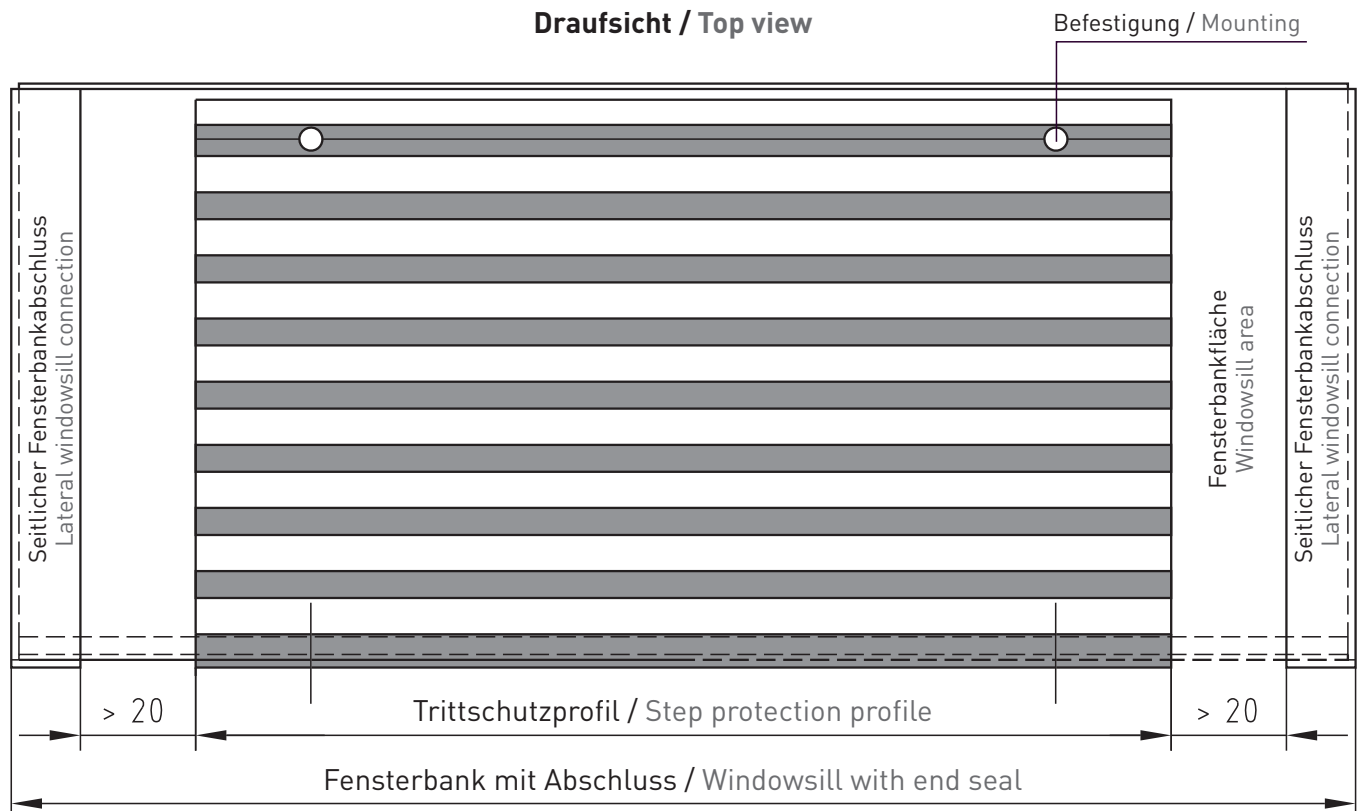 Draufsicht / Top view
Befestigung / Mounting
Seitlicher Fensterbankabschluss
Lateral windowsill connection
Fensterbankfläche
Windowsill area
Seitlicher Fensterbankabschluss
Lateral windowsill connection
> 20
Trittschutzprofil / Step protection profile
> 20
Fensterbank mit Abschluss / Windowsill with end seal